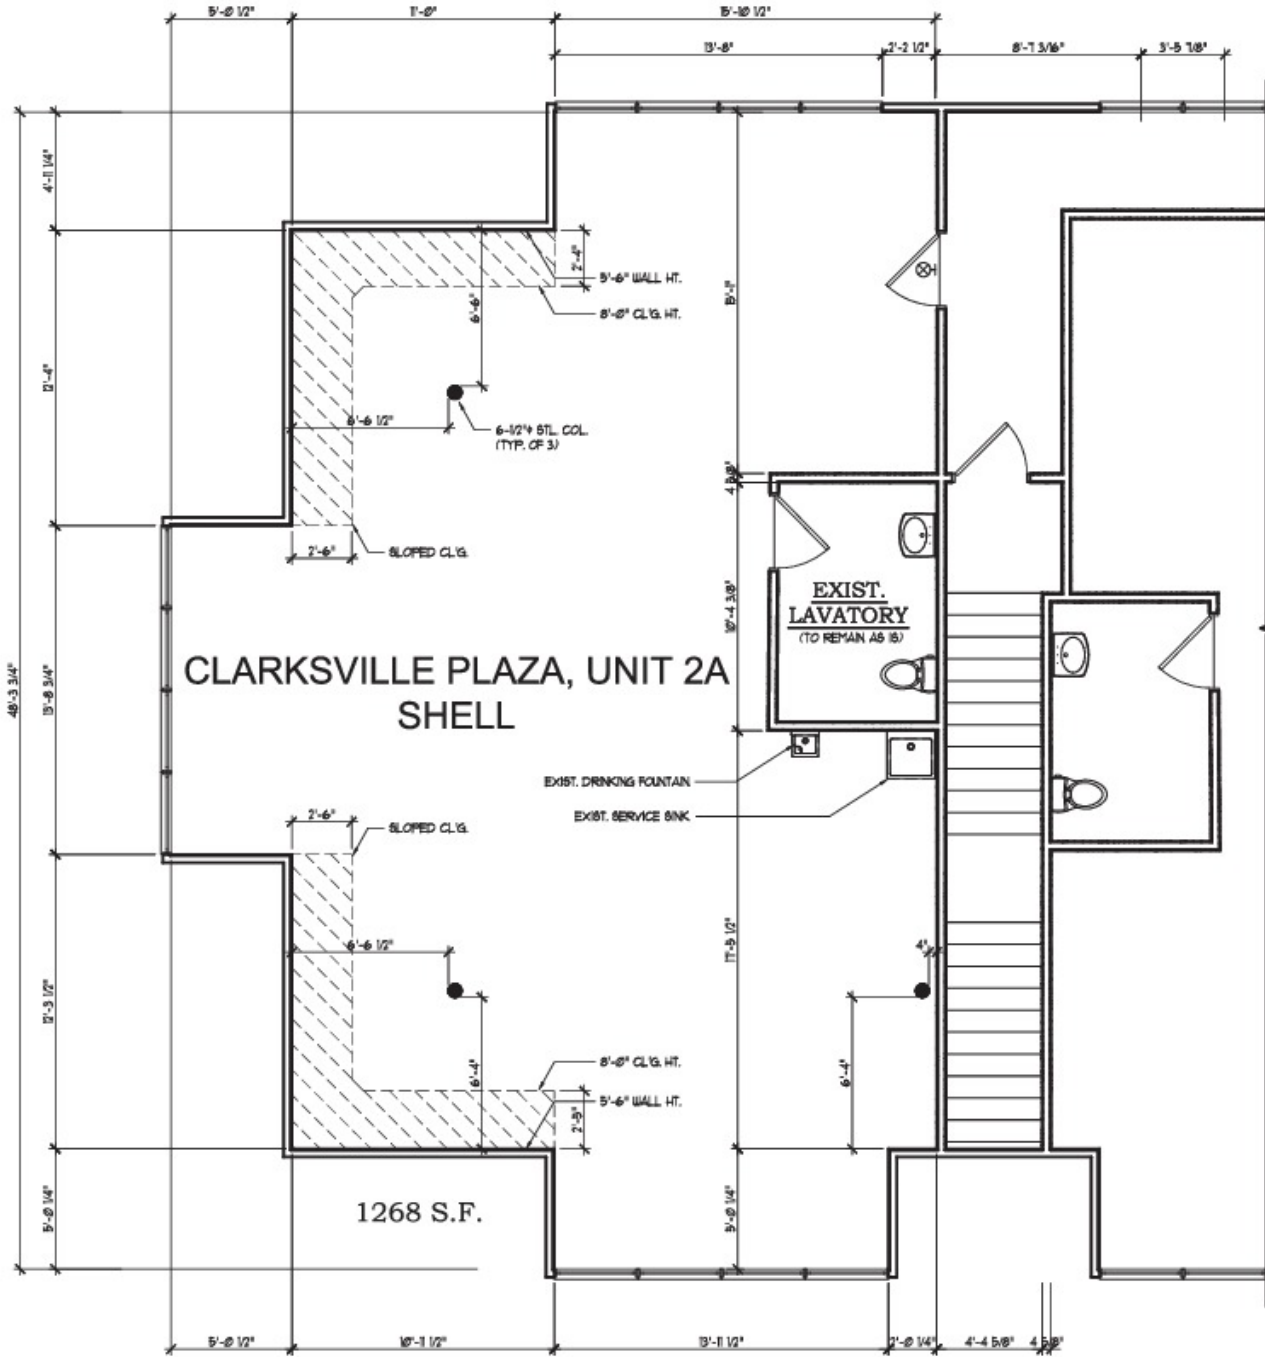 5'-0 1/2"
11'-0"
15'-10 1/2"
13'-8"
2'-2 1/2"
8'-7 3/16"
3'-5 7/8"
4'-11 1/4"
2'-4"
5'-6" WALL HT.
8'-0" CL'G. HT.
6'-6"
15'-1"
12'-4"
6'-6 1/2"
6-1/2"ϕ STL. COL.
(TYP. OF 3)
4 5/8"
2'-6"
SLOPED CL'G.
EXIST.
LAVATORY
(TO REMAIN AS IS)
10'-4 3/8"
48'-3 3/4"
13'-8 3/4"
CLARKSVILLE PLAZA, UNIT 2A
SHELL
EXIST. DRINKING FOUNTAIN
EXIST. SERVICE SINK
2'-6"
SLOPED CL'G.
6'-6 1/2"
17'-5 1/2"
4"
12'-3 1/2"
8'-0" CL'G. HT.
6'-4"
6'-4"
5'-6" WALL HT.
2'-5"
1268 S.F.
5'-0 1/4"
5'-0 1/4"
5'-0 1/2"
10'-11 1/2"
13'-11 1/2"
2'-0 1/4"
4'-4 5/8"
4 5/8"